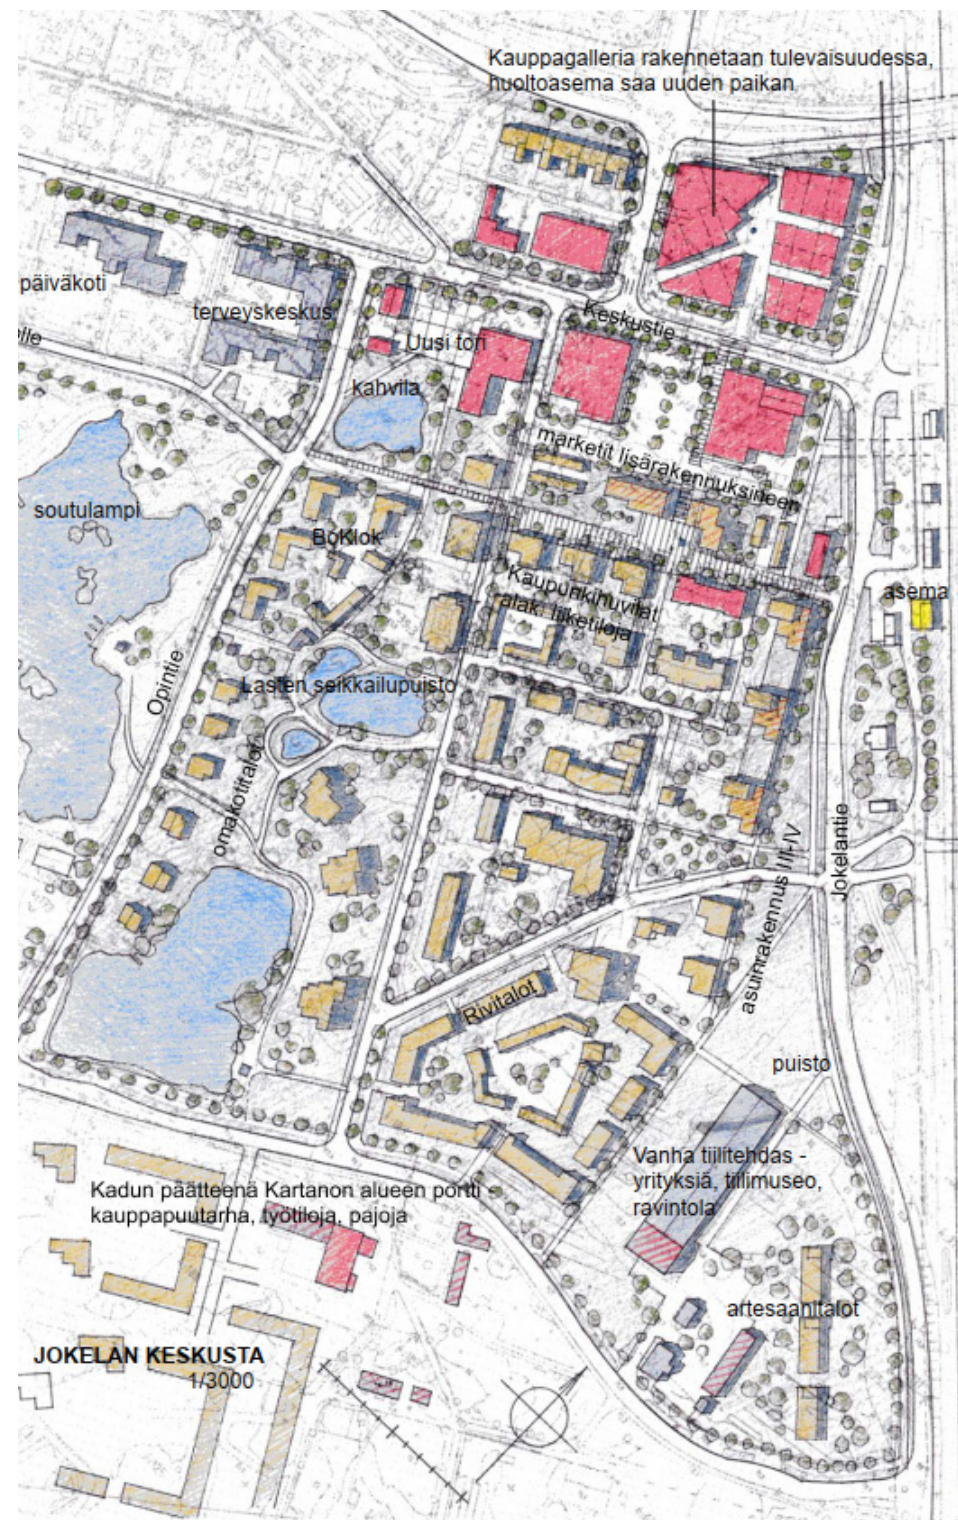 Kauppagalleria rakennetaan tulevaisuudessa,
huoltoasema saa uuden paikan
päiväkoti
terveyskeskus
Keskustie
Uusi tori
kahvila
marketit lisärakennuksineen
soutulampi
BoKlok
Kaupunkihuvilat
alak. liiketiloja
asema
Opintie
Lasten seikkailupuisto
omakotitalot
Jokelantie
asuinrakennus III-IV
Rivitalot
puisto
Vanha tiilitehdas -
yrityksiä, tiilimuseo,
ravintola
Kadun päätteenä Kartanon alueen portti -
kauppapuutarha, työtiloja, pajoja
artesaanitalot
JOKELAN KESKUSTA
1/3000